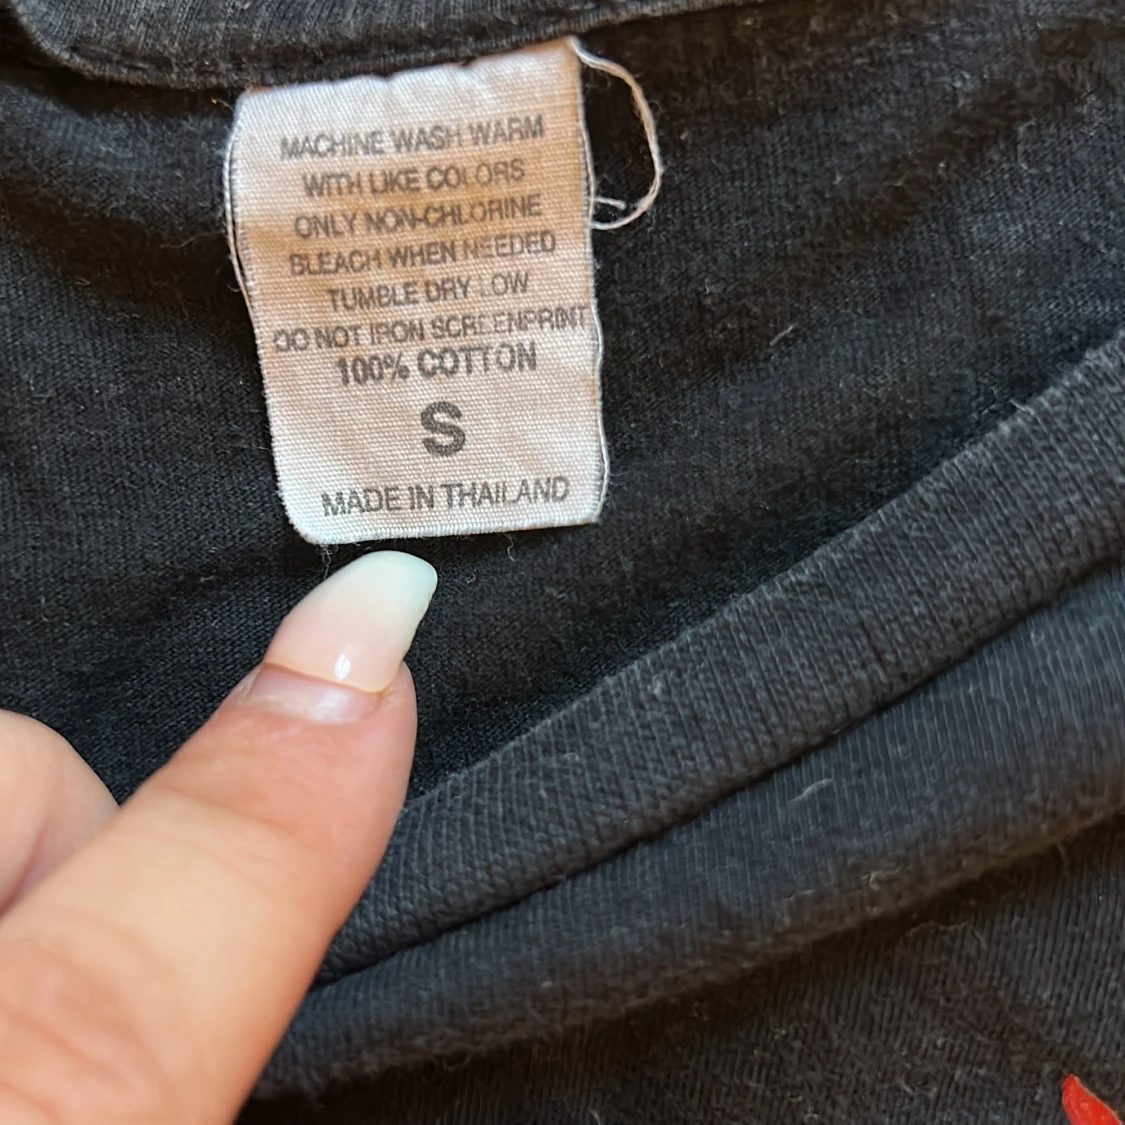 MACHINE WASH WARM
WITH LIKE COLORS
ONLY NON-CHLORINE
BLEACH WHEN NEEDED
TUMBLE DRY LOW
DO NOT IRON SCREENPRINT
100% COTTON
S
MADE IN THAILAND